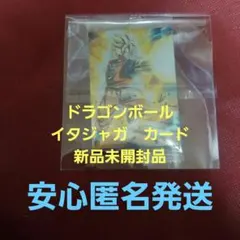 ドラゴンボール
イタジャガ　カード
新品未開封品
安心匿名発送